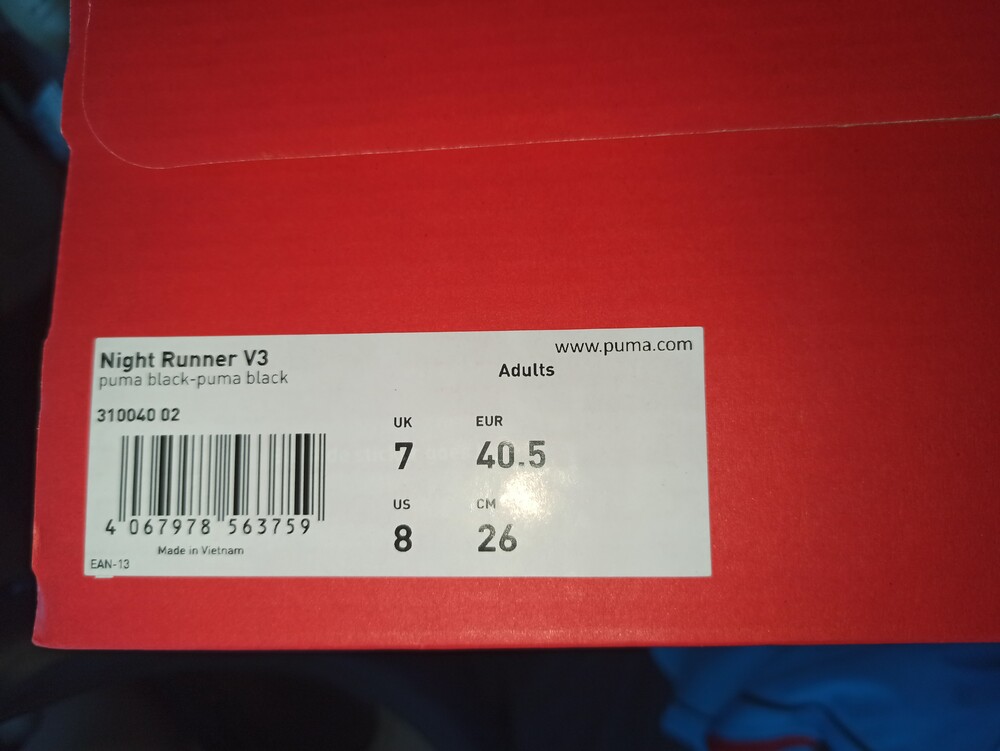 Night Runner V3
puma black-puma black
310040 02
4 067978 563759
Made in Vietnam
EAN-13
www.puma.com
Adults
UK EUR
7 40.5
US CM
8 26